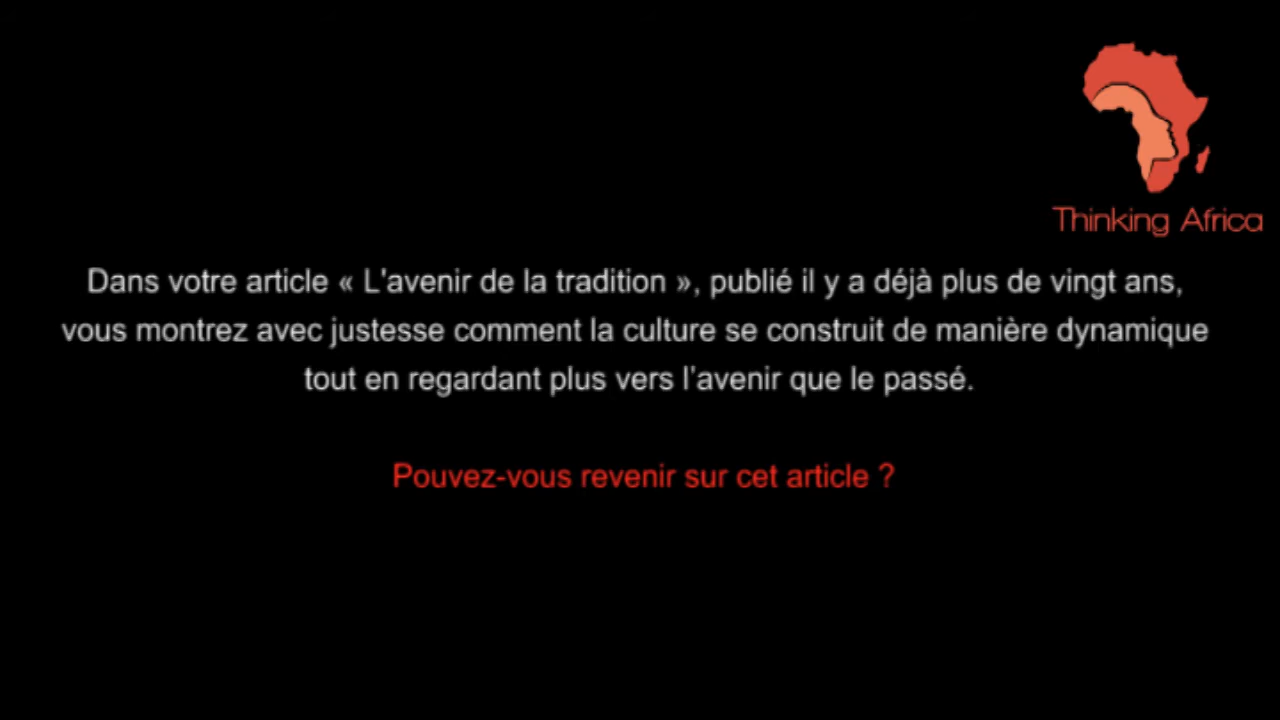 Thinking Africa
Dans votre article « L'avenir de la tradition », publié il y a déjà plus de vingt ans,
vous montrez avec justesse comment la culture se construit de manière dynamique
tout en regardant plus vers l'avenir que le passé.
Pouvez-vous revenir sur cet article ?